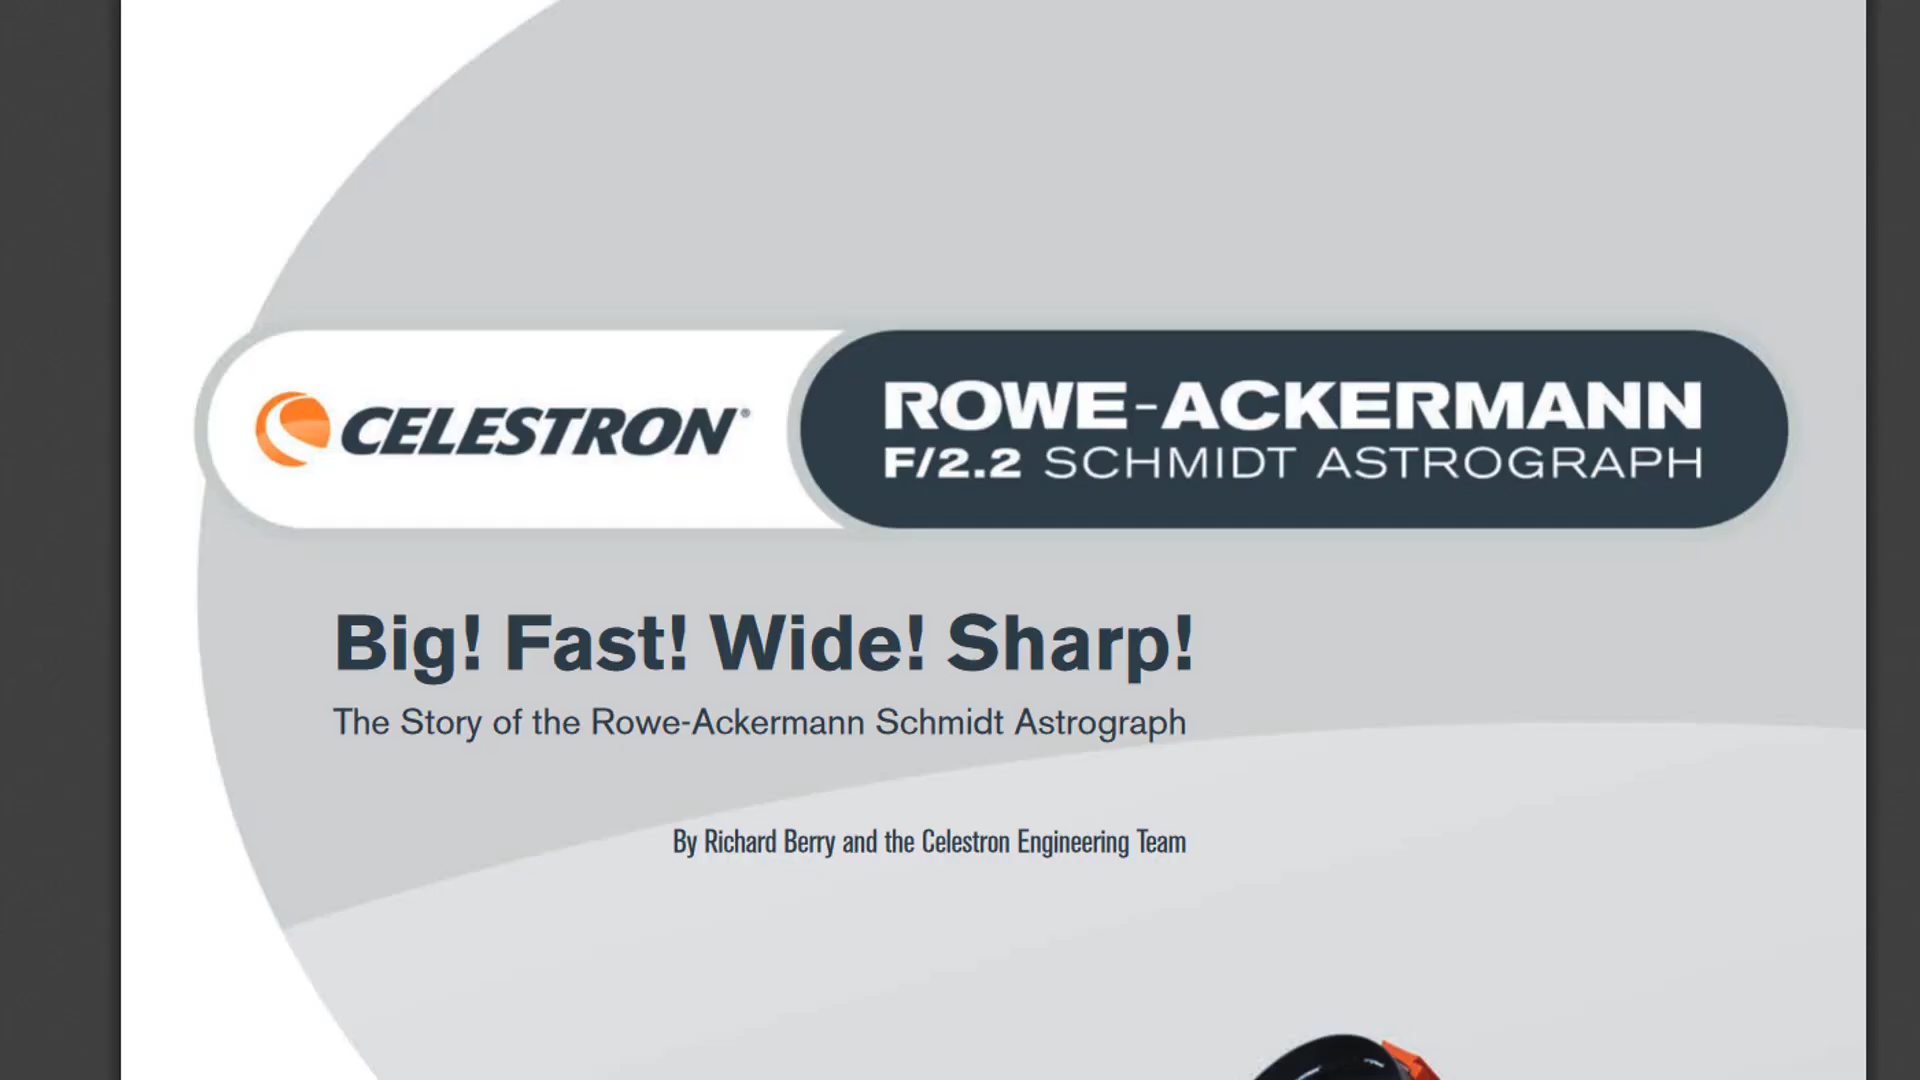 CELESTRON®
ROWE-ACKERMANN
F/2.2 SCHMIDT ASTROGRAPH
Big! Fast! Wide! Sharp!
The Story of the Rowe-Ackermann Schmidt Astrograph
By Richard Berry and the Celestron Engineering Team